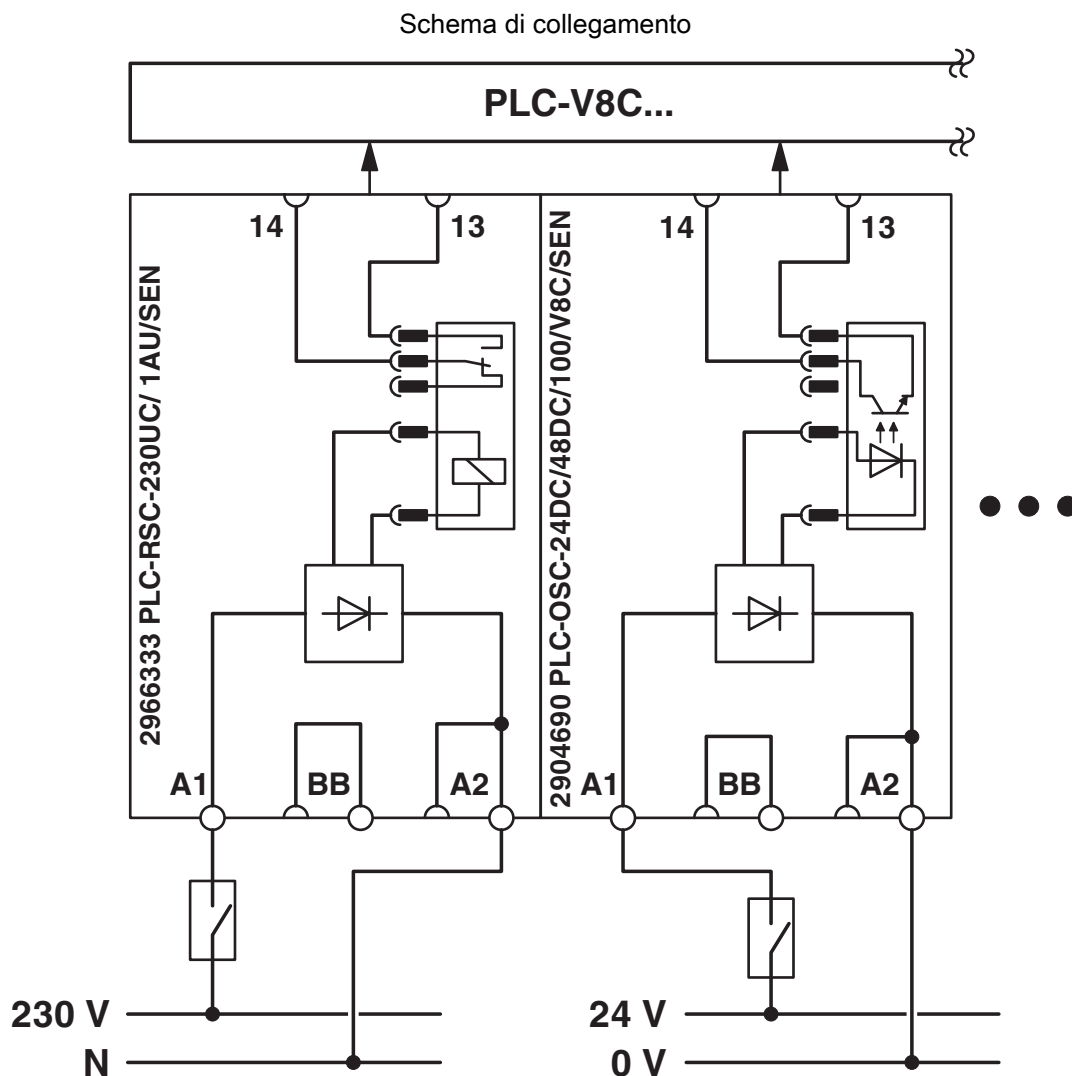 Schema di collegamento
PLC-V8C...
14
13
14
13
2966333 PLC-RSC-230UC/ 1AU/SEN
2904690 PLC-OSC-24DC/48DC/100/V8C/SEN
A1
BB
A2
A1
BB
A2
230 V
24 V
N
0 V